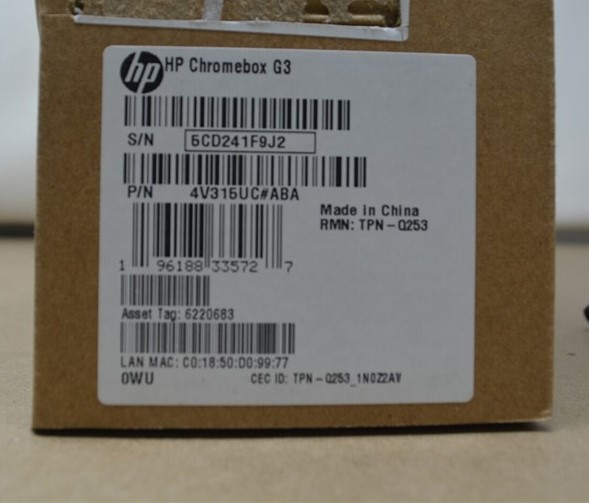 hp HP Chromebox G3
S/N 5CD241F9J2
P/N 4V315UC#ABA
Made in China
RMN: TPN-Q253
1 96188 33572 7
Asset Tag: 6220683
LAN MAC: C0:18:50:D0:99:77
0WU CEC ID: TPN-Q253_1N0Z2AV